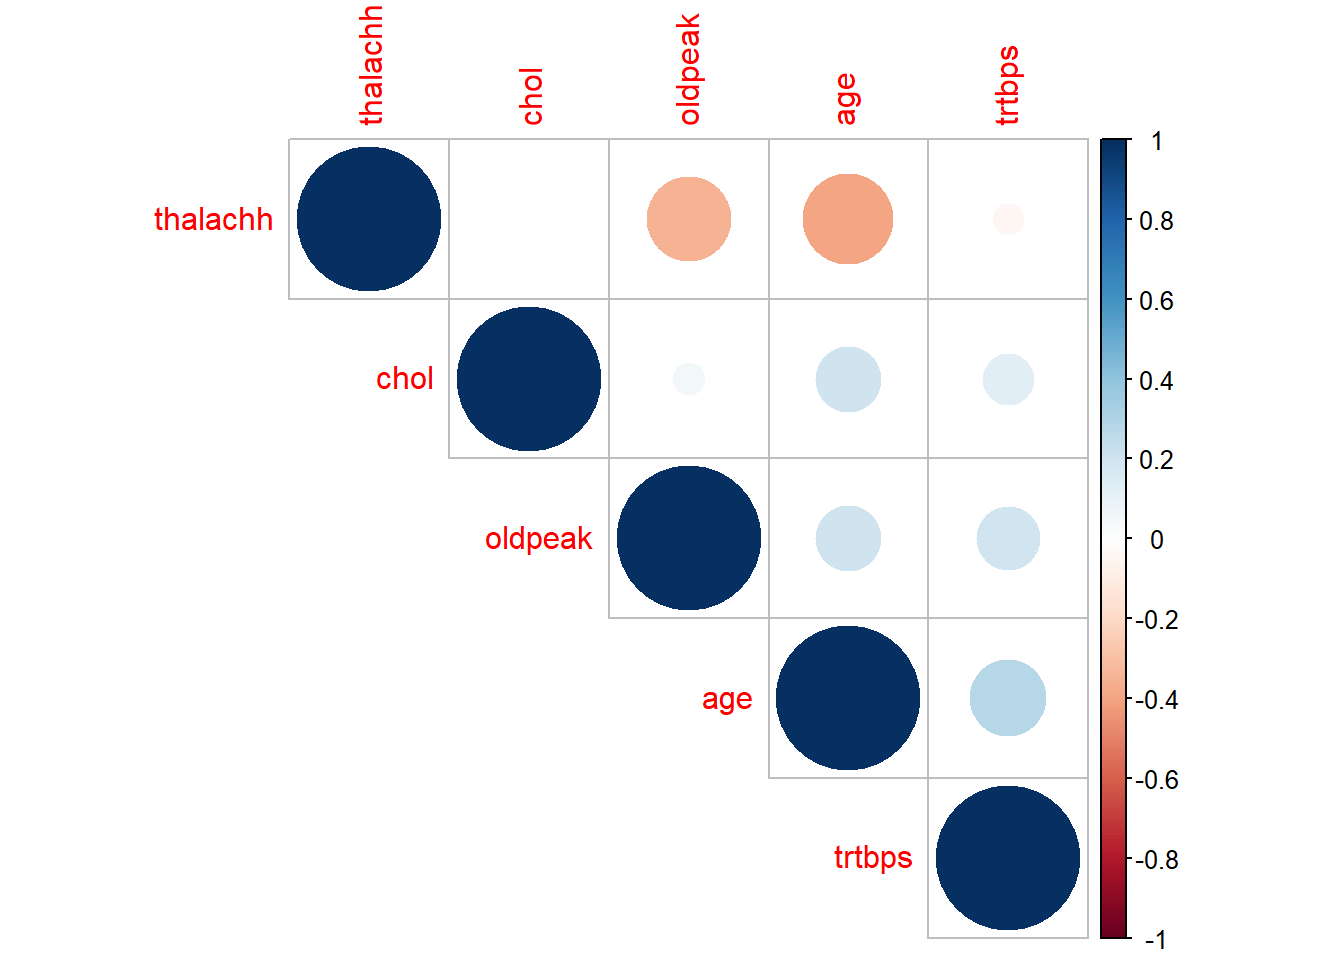 thalachh
chol
oldpeak
age
trtbps
thalachh
chol
oldpeak
age
trtbps
1
0.8
0.6
0.4
0.2
0
-0.2
-0.4
-0.6
-0.8
-1